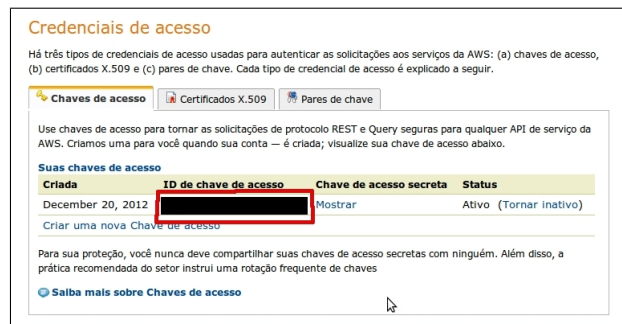 Credenciais de acesso
Há três tipos de credenciais de acesso usadas para autenticar as solicitações aos serviços da AWS: (a) chaves de acesso,
(b) certificados X.509 e (c) pares de chave. Cada tipo de credencial de acesso é explicado a seguir.
Chaves de acesso Certificados X.509 Pares de chave
Use chaves de acesso para tornar as solicitações de protocolo REST e Query seguras para qualquer API de serviço da
AWS. Criamos uma para você quando sua conta — é criada; visualize sua chave de acesso abaixo.
Suas chaves de acesso
Criada ID de chave de acesso Chave de acesso secreta Status
December 20, 2012 Mostrar Ativo (Tornar inativo)
Criar uma nova Chave de acesso
Para sua proteção, você nunca deve compartilhar suas chaves de acesso secretas com ninguém. Além disso, a
prática recomendada do setor instrui uma rotação frequente de chaves
Saiba mais sobre Chaves de acesso